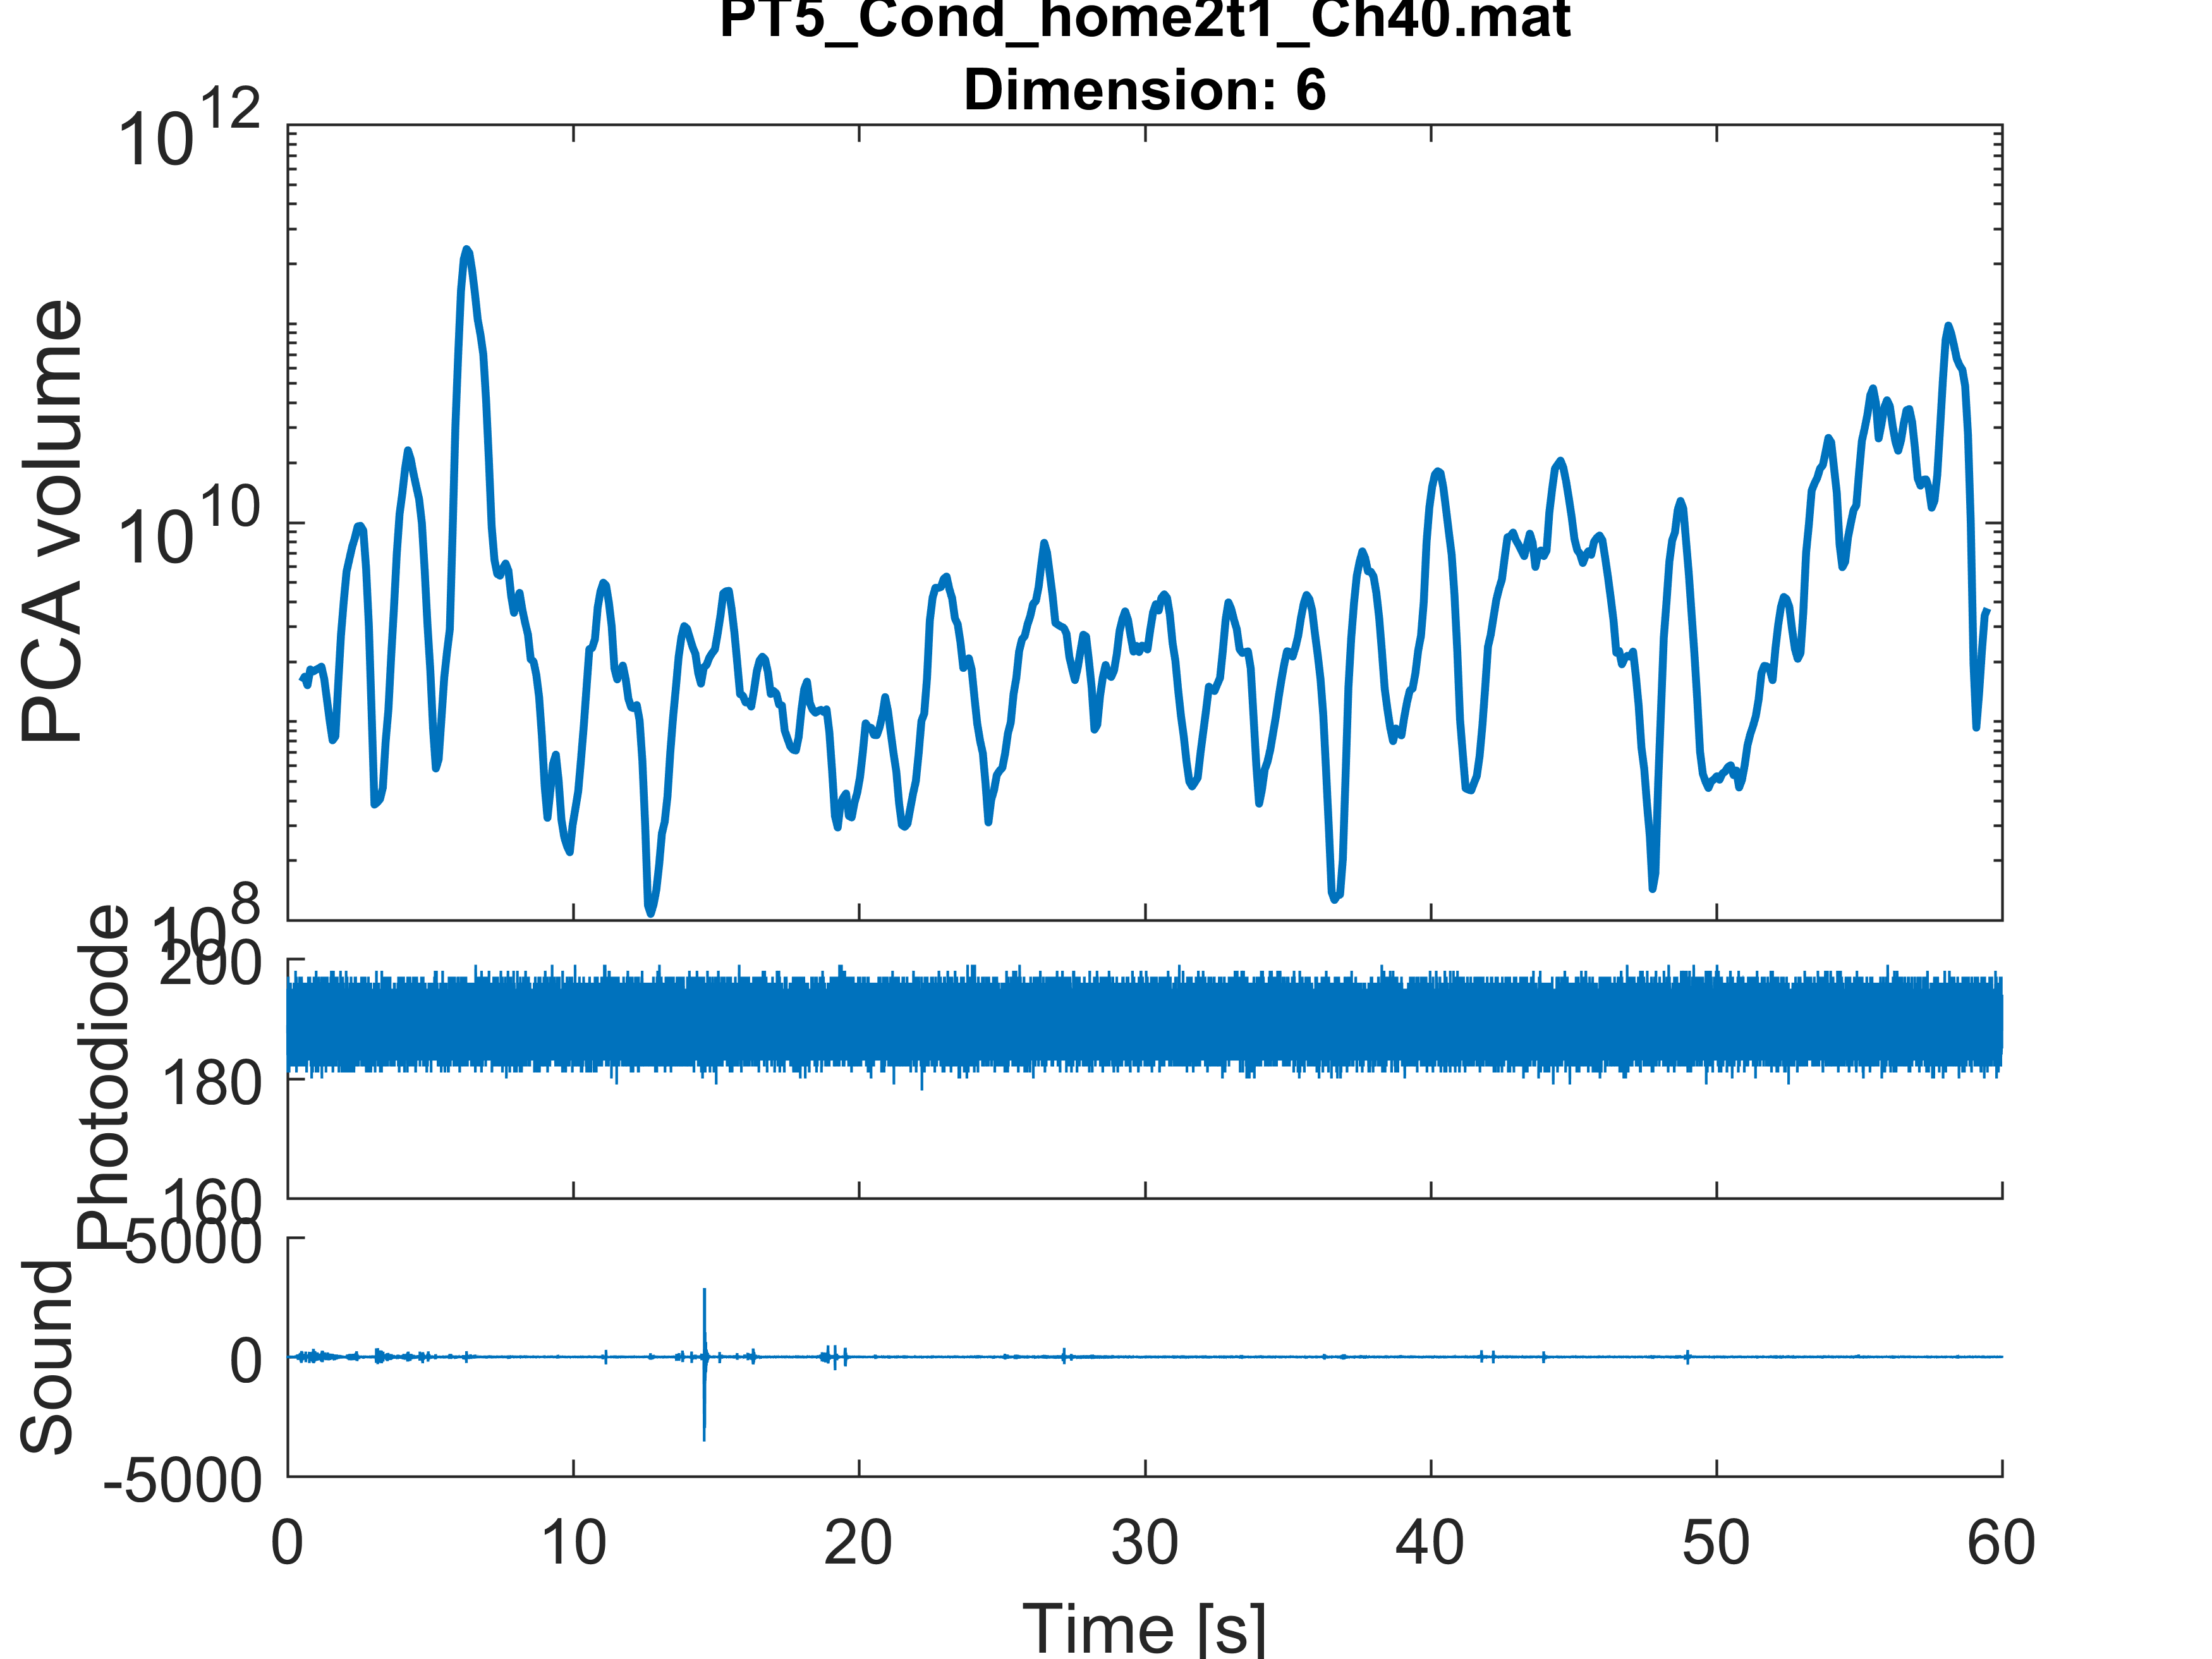 PT5_Cond_home2t1_Ch40.mat
Dimension: 6
10^12
10^10
10^8
PCA volume
200
180
160
Photodiode
5000
0
-5000
Sound
0 10 20 30 40 50 60
Time [s]